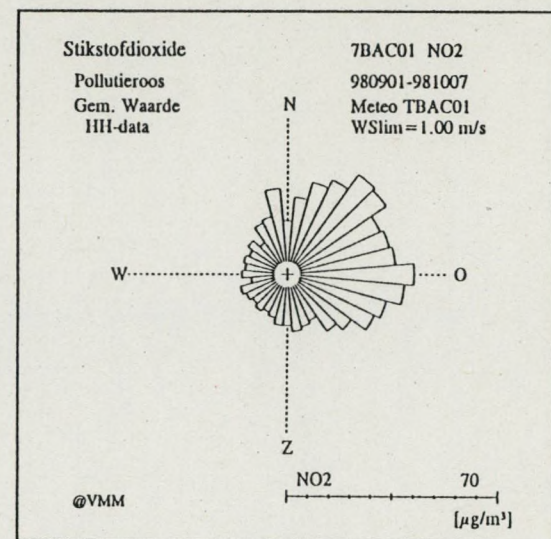 Stikstofdioxide 7BAC01 NO2
Pollutieroos 980901-981007
Gem. Waarde N Meteo TBAC01
HH-data WSlim=1.00 m/s
W O
Z
NO2 70
@VMM [µg/m³]